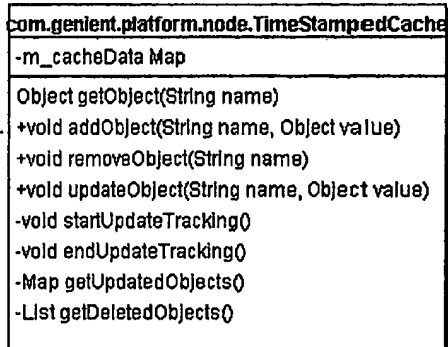 com.genient.platform.node.TimeStampedCache
-m_cacheData Map
Object getObject(String name)
+void addObject(String name, Object value)
+void removeObject(String name)
+void updateObject(String name, Object value)
-void startUpdateTracking()
-void endUpdateTracking()
-Map getUpdatedObjects()
-List getDeletedObjects()